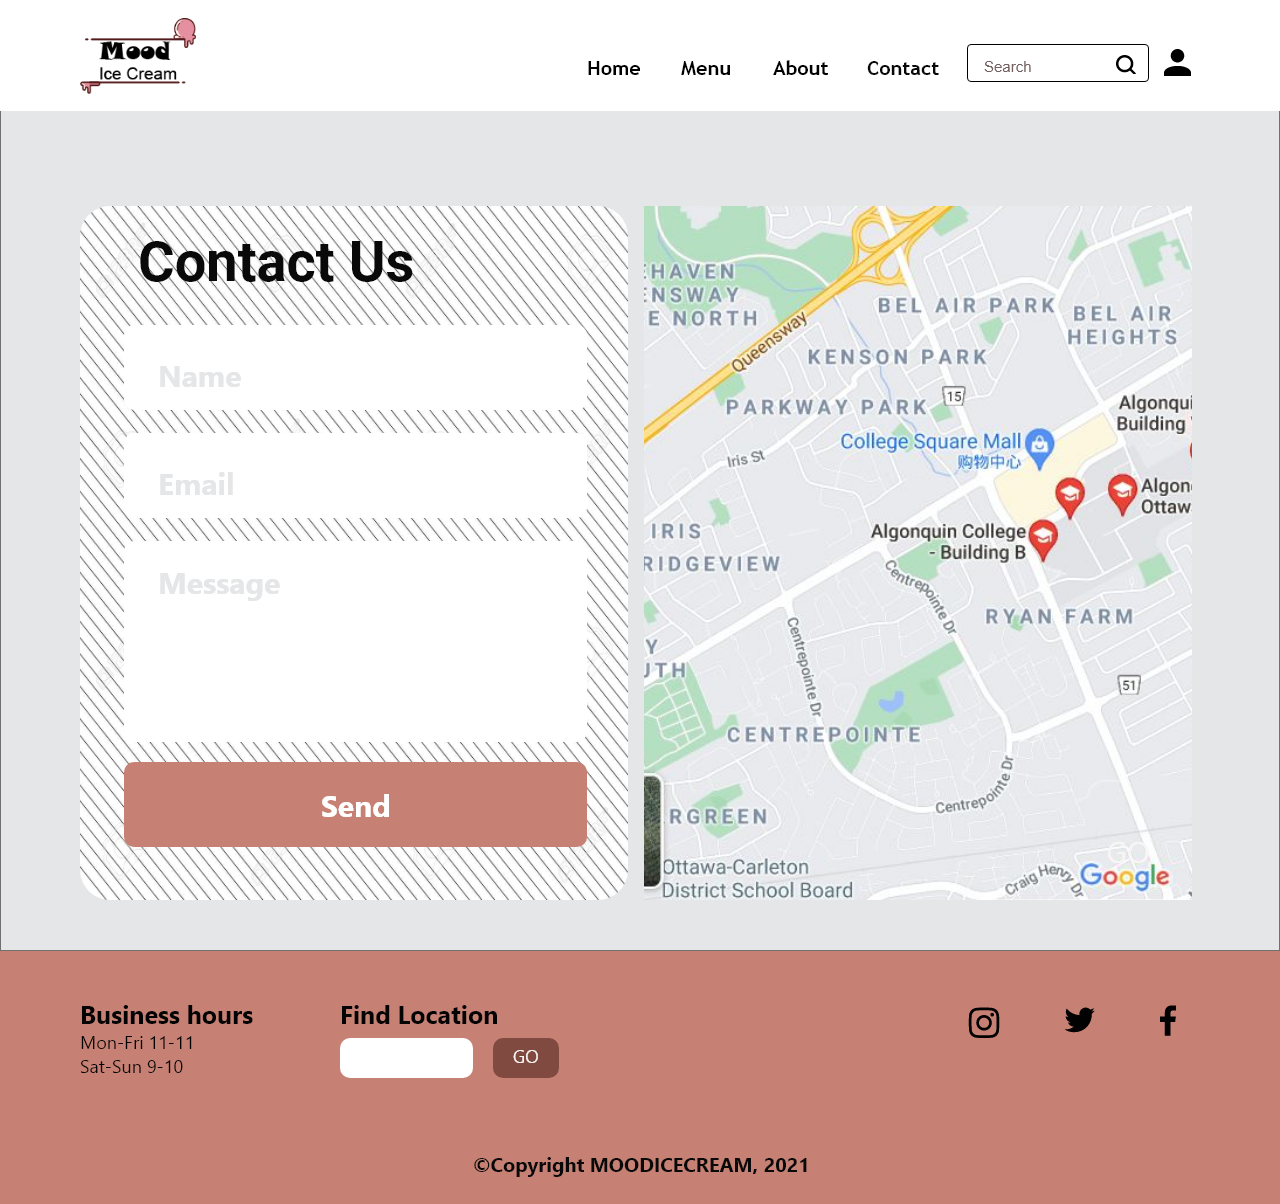 Mood
Ice Cream
Home
Menu
About
Contact
Search
Contact Us
Name
Email
Message
Send
EHAVEN
ENSWAY
E NORTH
Queensway
BEL AIR PARK
BEL AIR
HEIGHTS
KENSON PARK
15
PARKWAY PARK
Algonqui
Building
College Square Mall
购物中心
Iris St
Algon
Ottawa
IRIS
RIDGEVIEW
Algonquin College
- Building B
Centrepointe Dr
RYAN FARM
Y
UTH
Centrepointe Dr
51
CENTREPOINTE
Centrepointe Dr
RGREEN
GO
Ottawa-Carleton
District School Board
Craig Henry Dr
Google
Business hours
Mon-Fri 11-11
Sat-Sun 9-10
Find Location
GO
©Copyright MOODICECREAM, 2021